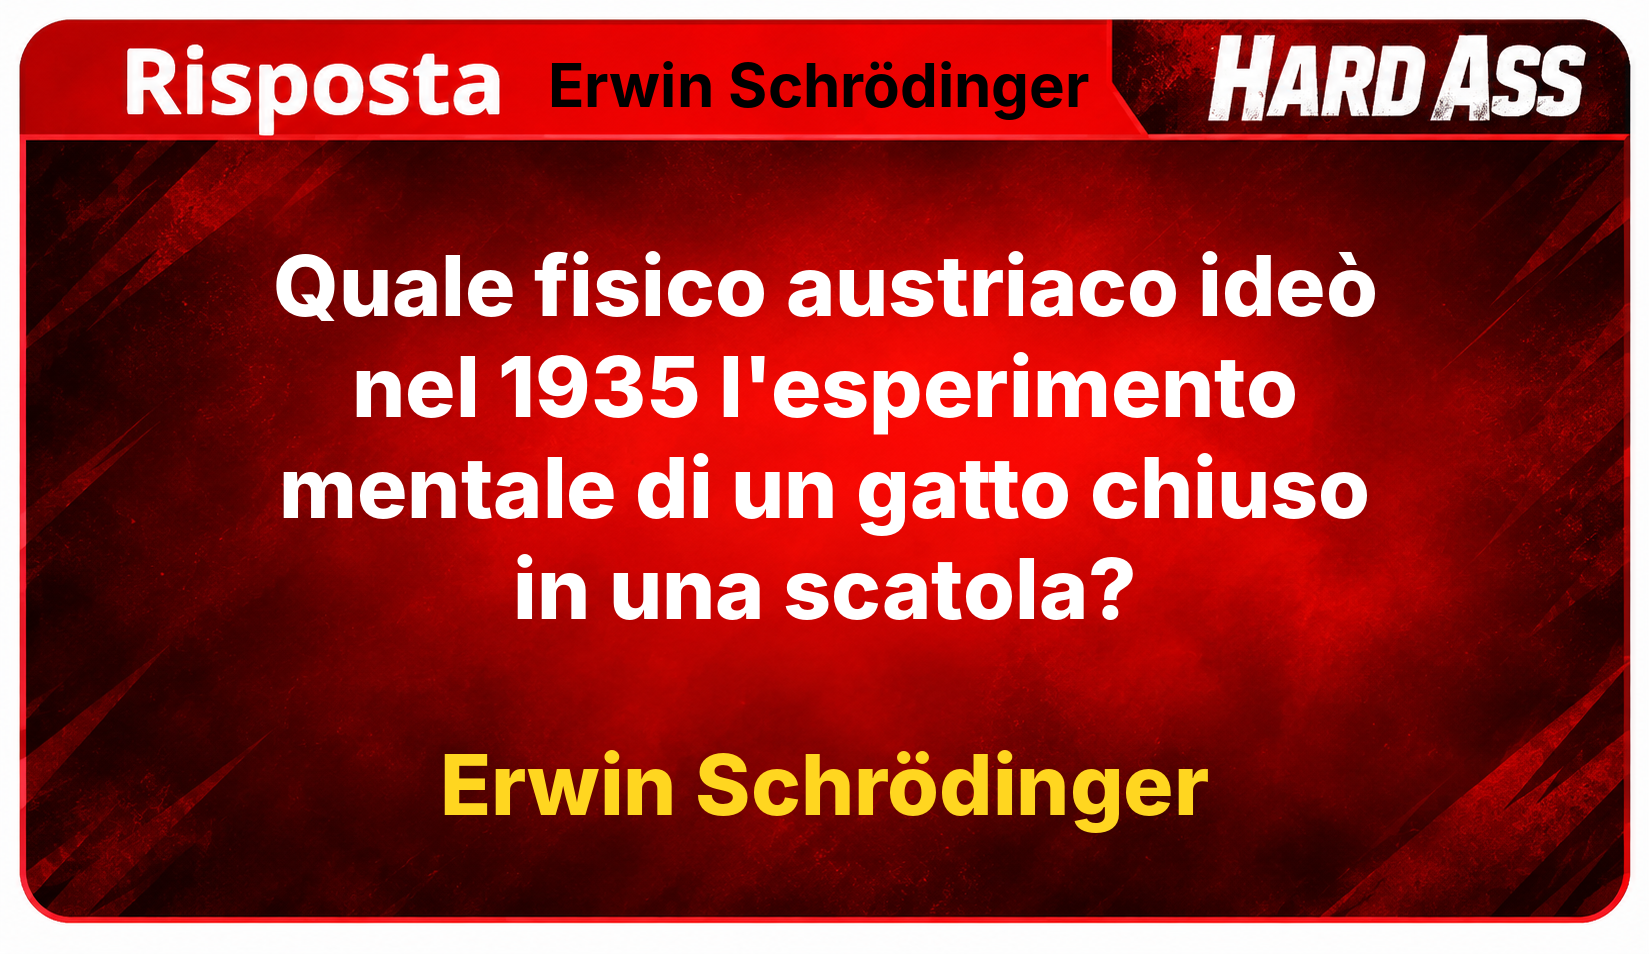 Risposta Erwin Schrödinger HARD ASS
Quale fisico austriaco ideò
nel 1935 l'esperimento
mentale di un gatto chiuso
in una scatola?
Erwin Schrödinger